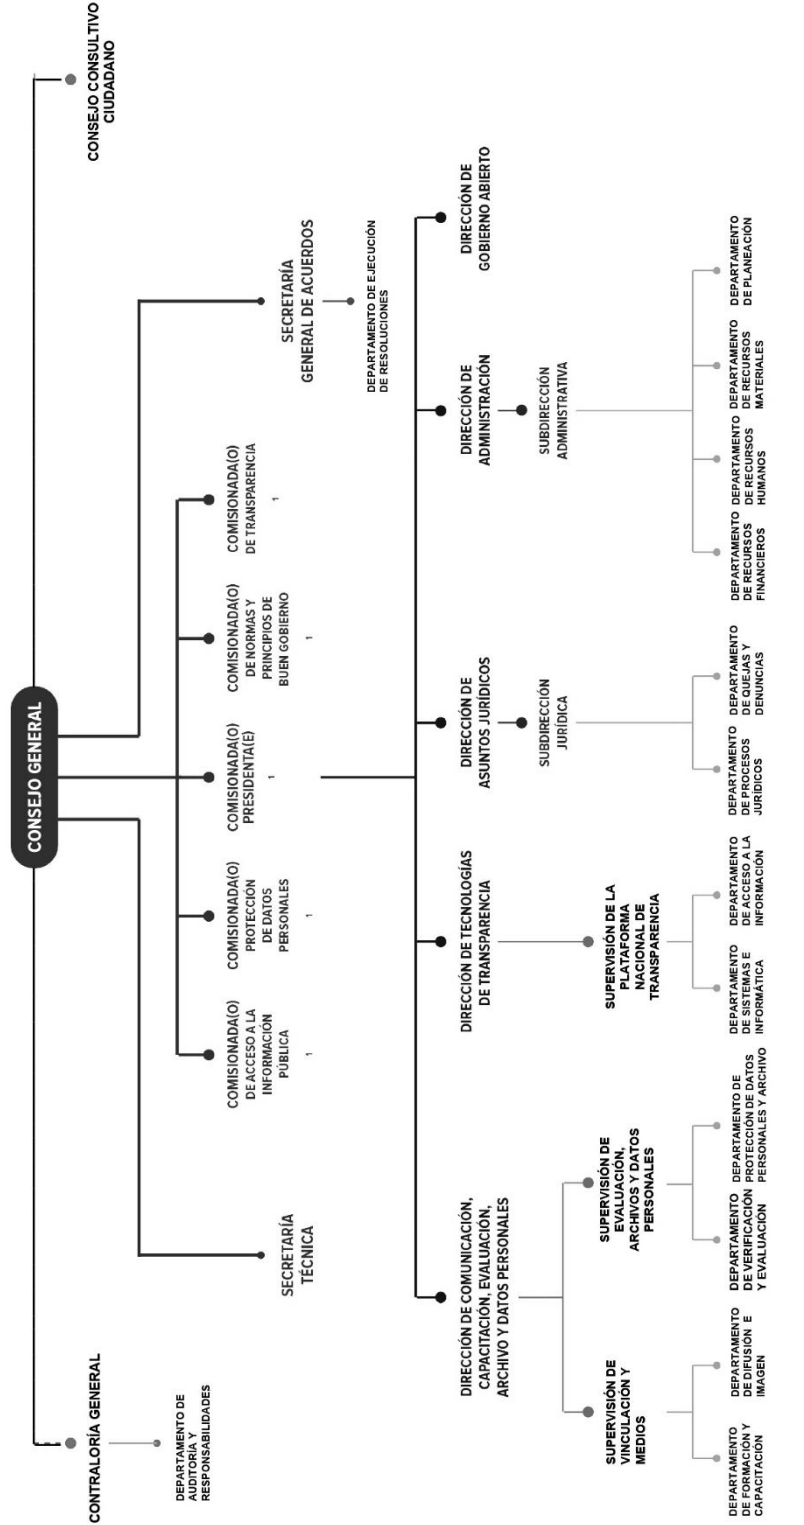 CONSEJO GENERAL
CONTRALORÍA GENERAL
DEPARTAMENTO DE
AUDITORÍA Y
RESPONSABILIDADES
CONSEJO CONSULTIVO
CIUDADANO
SECRETARÍA
TÉCNICA
COMISIONADA(O)
DE ACCESO A LA
INFORMACIÓN
PÚBLICA
1
COMISIONADA(O)
PROTECCIÓN
DE DATOS
PERSONALES
1
COMISIONADA(O)
PRESIDENTA(E)
1
COMISIONADA(O)
DE NORMAS Y
PRINCIPIOS DE
BUEN GOBIERNO
1
COMISIONADA(O)
DE TRANSPARENCIA
1
SECRETARÍA
GENERAL DE ACUERDOS
DEPARTAMENTO DE EJECUCIÓN
DE RESOLUCIONES
DIRECCIÓN DE COMUNICACIÓN,
CAPACITACIÓN, EVALUACIÓN,
ARCHIVO Y DATOS PERSONALES
DIRECCIÓN DE TECNOLOGÍAS
DE TRANSPARENCIA
DIRECCIÓN DE
ASUNTOS JURÍDICOS
DIRECCIÓN DE
ADMINISTRACIÓN
DIRECCIÓN DE
GOBIERNO ABIERTO
SUBDIRECCIÓN
JURÍDICA
SUBDIRECCIÓN
ADMINISTRATIVA
SUPERVISIÓN DE
VINCULACIÓN Y
MEDIOS
SUPERVISIÓN DE
EVALUACIÓN,
ARCHIVOS Y DATOS
PERSONALES
SUPERVISIÓN DE LA
PLATAFORMA
NACIONAL DE
TRANSPARENCIA
DEPARTAMENTO
DE FORMACIÓN Y
CAPACITACIÓN
DEPARTAMENTO
DE DIFUSIÓN E
IMAGEN
DEPARTAMENTO
DE VERIFICACIÓN
Y EVALUACIÓN
DEPARTAMENTO DE
PROTECCIÓN DE DATOS
PERSONALES Y ARCHIVO
DEPARTAMENTO
DE SISTEMAS E
INFORMÁTICA
DEPARTAMENTO
DE ACCESO A LA
INFORMACIÓN
DEPARTAMENTO
DE PROCESOS
JURÍDICOS
DEPARTAMENTO
DE QUEJAS Y
DENUNCIAS
DEPARTAMENTO
DE RECURSOS
FINANCIEROS
DEPARTAMENTO
DE RECURSOS
HUMANOS
DEPARTAMENTO
DE RECURSOS
MATERIALES
DEPARTAMENTO
DE PLANEACIÓN